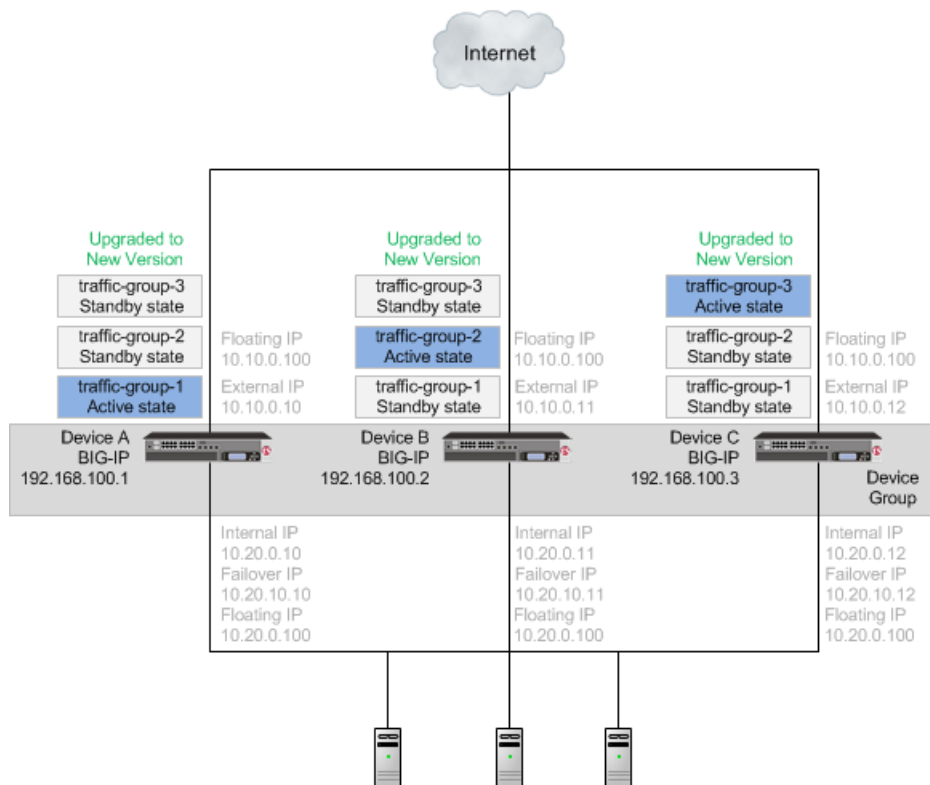 Internet
Upgraded to
New Version
traffic-group-3
Standby state
traffic-group-2
Standby state
traffic-group-1
Active state
Floating IP
10.10.0.100
External IP
10.10.0.10
Upgraded to
New Version
traffic-group-3
Standby state
traffic-group-2
Active state
traffic-group-1
Standby state
Floating IP
10.10.0.100
External IP
10.10.0.11
Upgraded to
New Version
traffic-group-3
Active state
traffic-group-2
Standby state
traffic-group-1
Standby state
Floating IP
10.10.0.100
External IP
10.10.0.12
Device A
BIG-IP
192.168.100.1
Device B
BIG-IP
192.168.100.2
Device C
BIG-IP
192.168.100.3
Device
Group
Internal IP
10.20.0.10
Failover IP
10.20.10.10
Floating IP
10.20.0.100
Internal IP
10.20.0.11
Failover IP
10.20.10.11
Floating IP
10.20.0.100
Internal IP
10.20.0.12
Failover IP
10.20.10.12
Floating IP
10.20.0.100